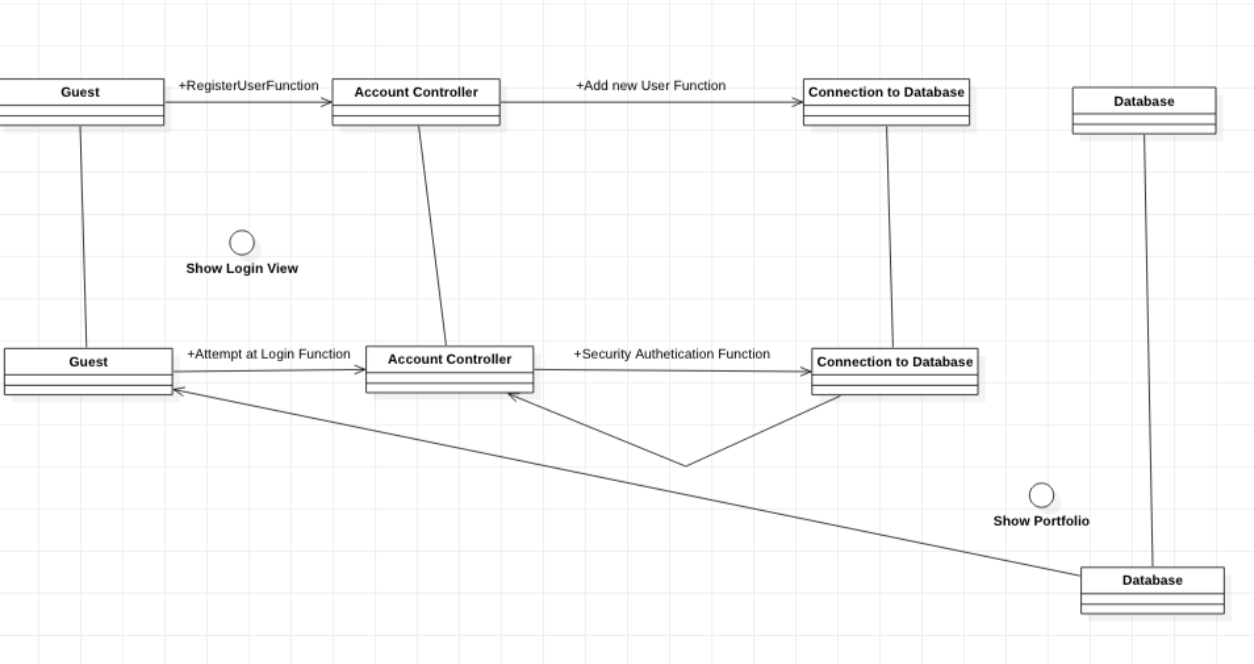 Guest
+RegisterUserFunction
Account Controller
+Add new User Function
Connection to Database
Database
Show Login View
Guest
+Attempt at Login Function
Account Controller
+Security Authetication Function
Connection to Database
Show Portfolio
Database